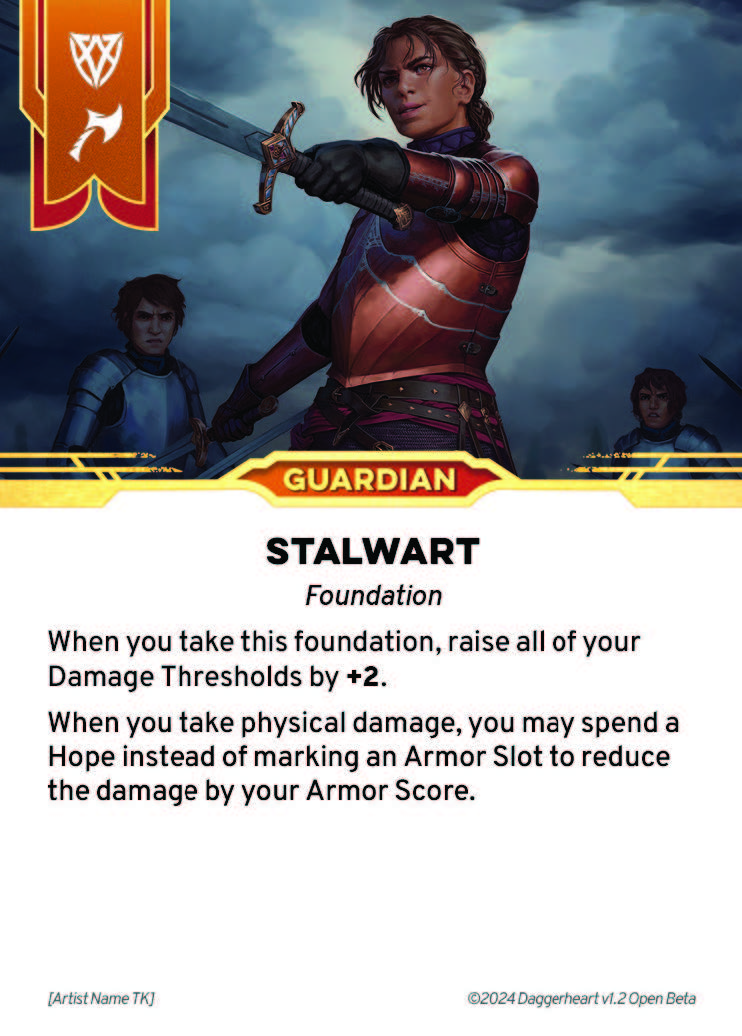 GUARDIAN
STALWART
Foundation
When you take this foundation, raise all of your
Damage Thresholds by +2.
When you take physical damage, you may spend a
Hope instead of marking an Armor Slot to reduce
the damage by your Armor Score.
[Artist Name TK]
©2024 Daggerheart v1.2 Open Beta